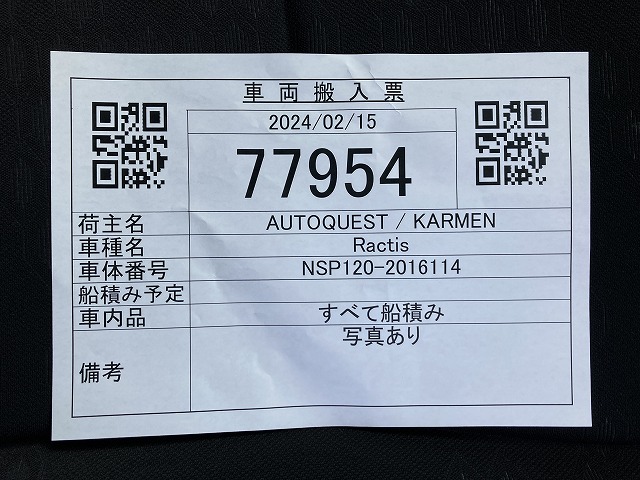 車両搬入票
2024/02/15
77954
荷主名 AUTOQUEST / KARMEN
車種名 Ractis
車体番号 NSP120-2016114
船積み予定
車内品 すべて船積み
備考 写真あり